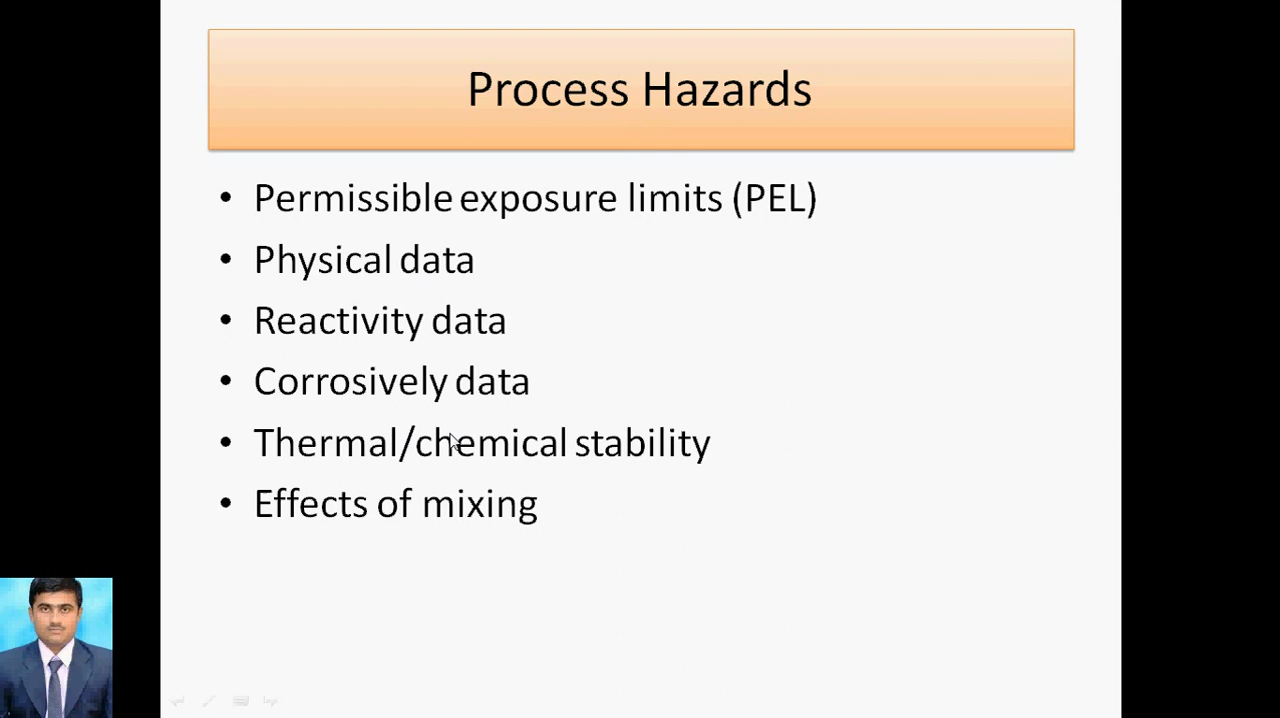 Process Hazards
• Permissible exposure limits (PEL)
• Physical data
• Reactivity data
• Corrosively data
• Thermal/chemical stability
• Effects of mixing